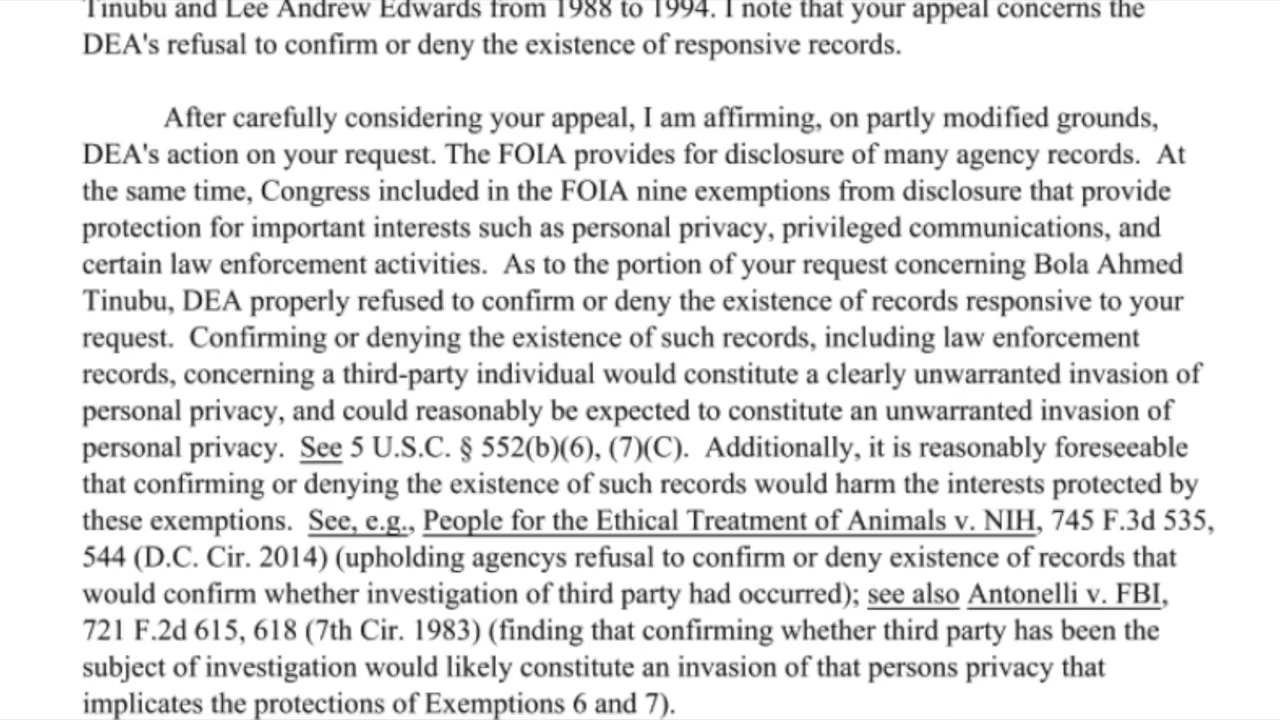 Tinubu and Lee Andrew Edwards from 1988 to 1994. I note that your appeal concerns the
DEA's refusal to confirm or deny the existence of responsive records.
After carefully considering your appeal, I am affirming, on partly modified grounds,
DEA's action on your request. The FOIA provides for disclosure of many agency records. At
the same time, Congress included in the FOIA nine exemptions from disclosure that provide
protection for important interests such as personal privacy, privileged communications, and
certain law enforcement activities. As to the portion of your request concerning Bola Ahmed
Tinubu, DEA properly refused to confirm or deny the existence of records responsive to your
request. Confirming or denying the existence of such records, including law enforcement
records, concerning a third-party individual would constitute a clearly unwarranted invasion of
personal privacy, and could reasonably be expected to constitute an unwarranted invasion of
personal privacy. See 5 U.S.C. § 552(b)(6), (7)(C). Additionally, it is reasonably foreseeable
that confirming or denying the existence of such records would harm the interests protected by
these exemptions. See, e.g., People for the Ethical Treatment of Animals v. NIH, 745 F.3d 535,
544 (D.C. Cir. 2014) (upholding agencys refusal to confirm or deny existence of records that
would confirm whether investigation of third party had occurred); see also Antonelli v. FBI,
721 F.2d 615, 618 (7th Cir. 1983) (finding that confirming whether third party has been the
subject of investigation would likely constitute an invasion of that persons privacy that
implicates the protections of Exemptions 6 and 7).